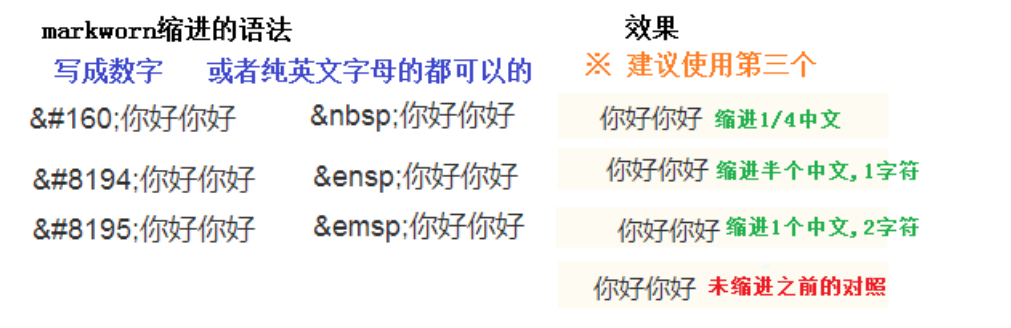 markworn缩进的语法 效果
写成数字 或者纯英文字母的都可以的 ※ 建议使用第三个
&#160;你好你好 &nbsp;你好你好 你好你好 缩进1/4中文
&#8194;你好你好 &ensp;你好你好 你好你好 缩进半个中文,1字符
&#8195;你好你好 &emsp;你好你好 你好你好 缩进1个中文,2字符
你好你好 未缩进之前的对照